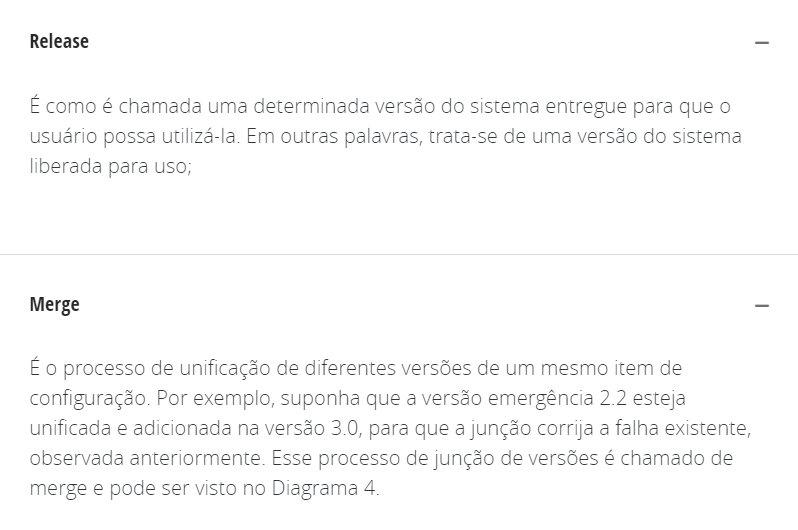 Release
É como é chamada uma determinada versão do sistema entregue para que o
usuário possa utilizá-la. Em outras palavras, trata-se de uma versão do sistema
liberada para uso;
Merge
É o processo de unificação de diferentes versões de um mesmo item de
configuração. Por exemplo, suponha que a versão emergência 2.2 esteja
unificada e adicionada na versão 3.0, para que a junção corrija a falha existente,
observada anteriormente. Esse processo de junção de versões é chamado de
merge e pode ser visto no Diagrama 4.